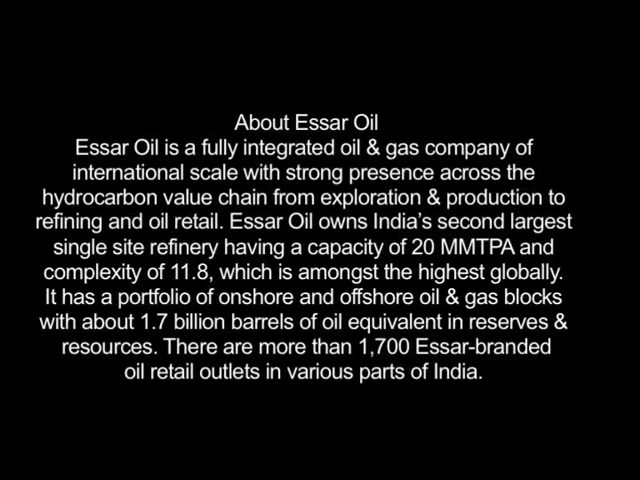 About Essar Oil
Essar Oil is a fully integrated oil & gas company of
international scale with strong presence across the
hydrocarbon value chain from exploration & production to
refining and oil retail. Essar Oil owns India’s second largest
single site refinery having a capacity of 20 MMTPA and
complexity of 11.8, which is amongst the highest globally.
It has a portfolio of onshore and offshore oil & gas blocks
with about 1.7 billion barrels of oil equivalent in reserves &
resources. There are more than 1,700 Essar-branded
oil retail outlets in various parts of India.